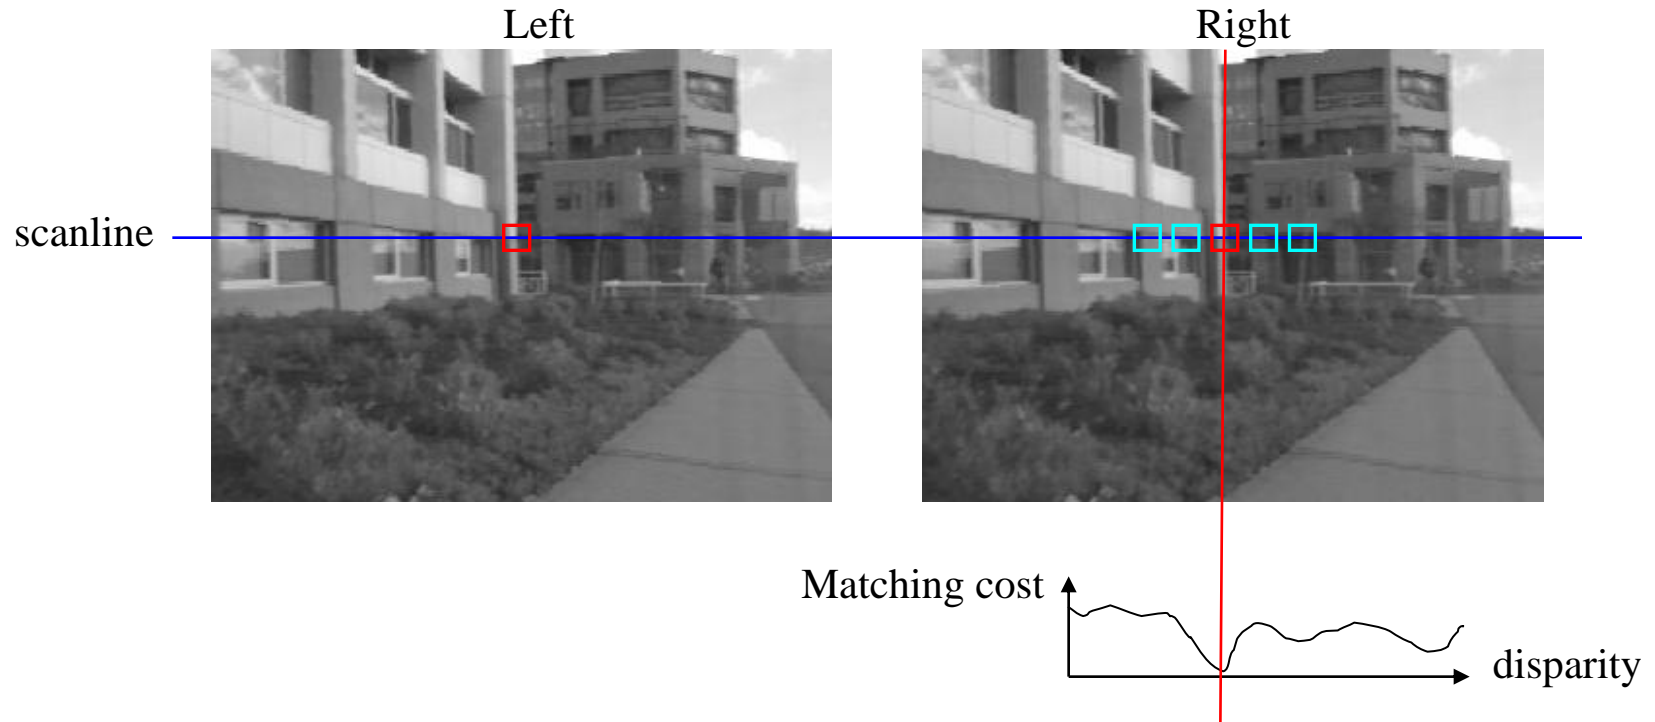 Left
Right
scanline
Matching cost
disparity